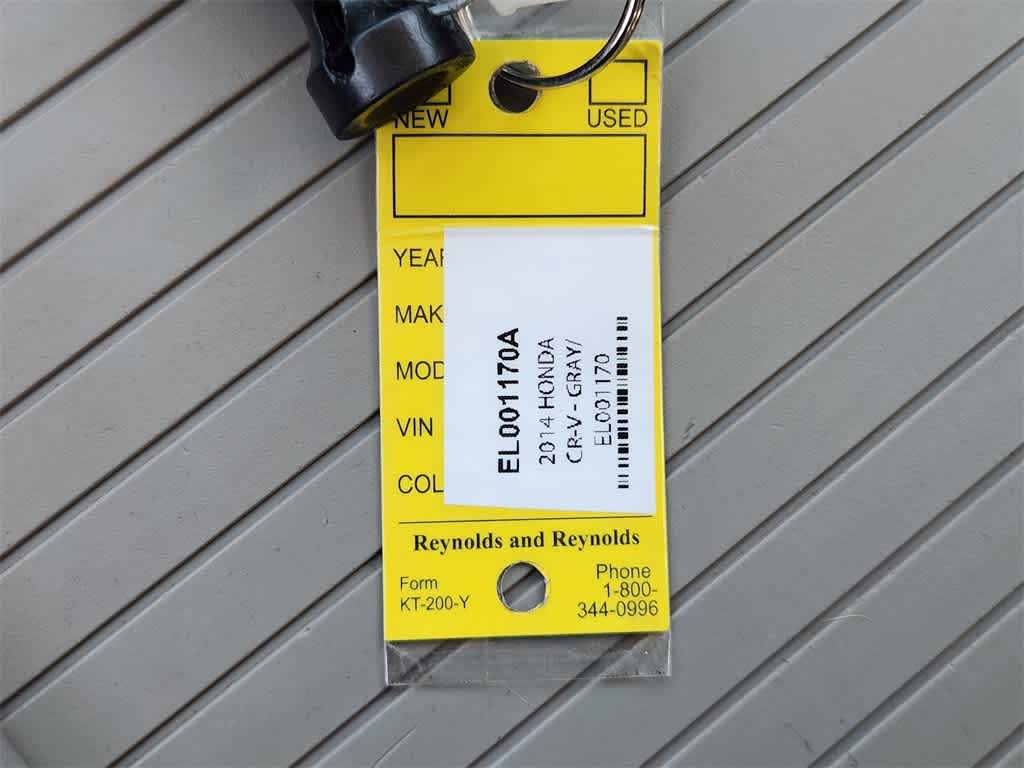 NEW USED
YEAR
MAK
MOD
VIN
COL
EL001170A
2014 HONDA
CR-V - GRAY/
EL001170
Reynolds and Reynolds
Form
KT-200-Y
Phone
1-800-
344-0996